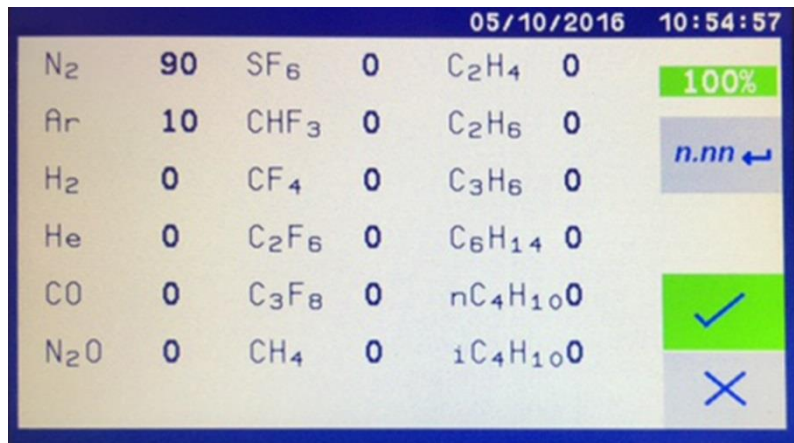 05/10/2016 10:54:57
N₂ 90 SF₆ 0 C₂H₄ 0
100%
Ar 10 CHF₃ 0 C₂H₆ 0
n.nn ↵
H₂ 0 CF₄ 0 C₃H₆ 0
He 0 C₂F₆ 0 C₆H₁₄ 0
CO 0 C₃F₈ 0 nC₄H₁₀0
N₂O 0 CH₄ 0 iC₄H₁₀0